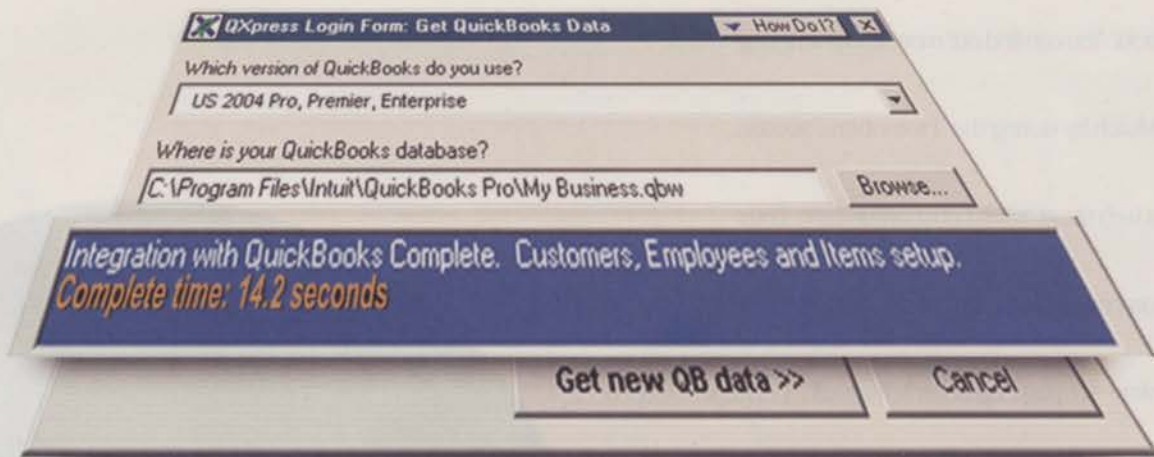 QXpress Login Form: Get QuickBooks Data
How Do I?
Which version of QuickBooks do you use?
US 2004 Pro, Premier, Enterprise
Where is your QuickBooks database?
C:\Program Files\Intuit\QuickBooks Pro\My Business.qbw
Browse...
Integration with QuickBooks Complete. Customers, Employees and Items setup.
Complete time: 14.2 seconds
Get new QB data >>
Cancel